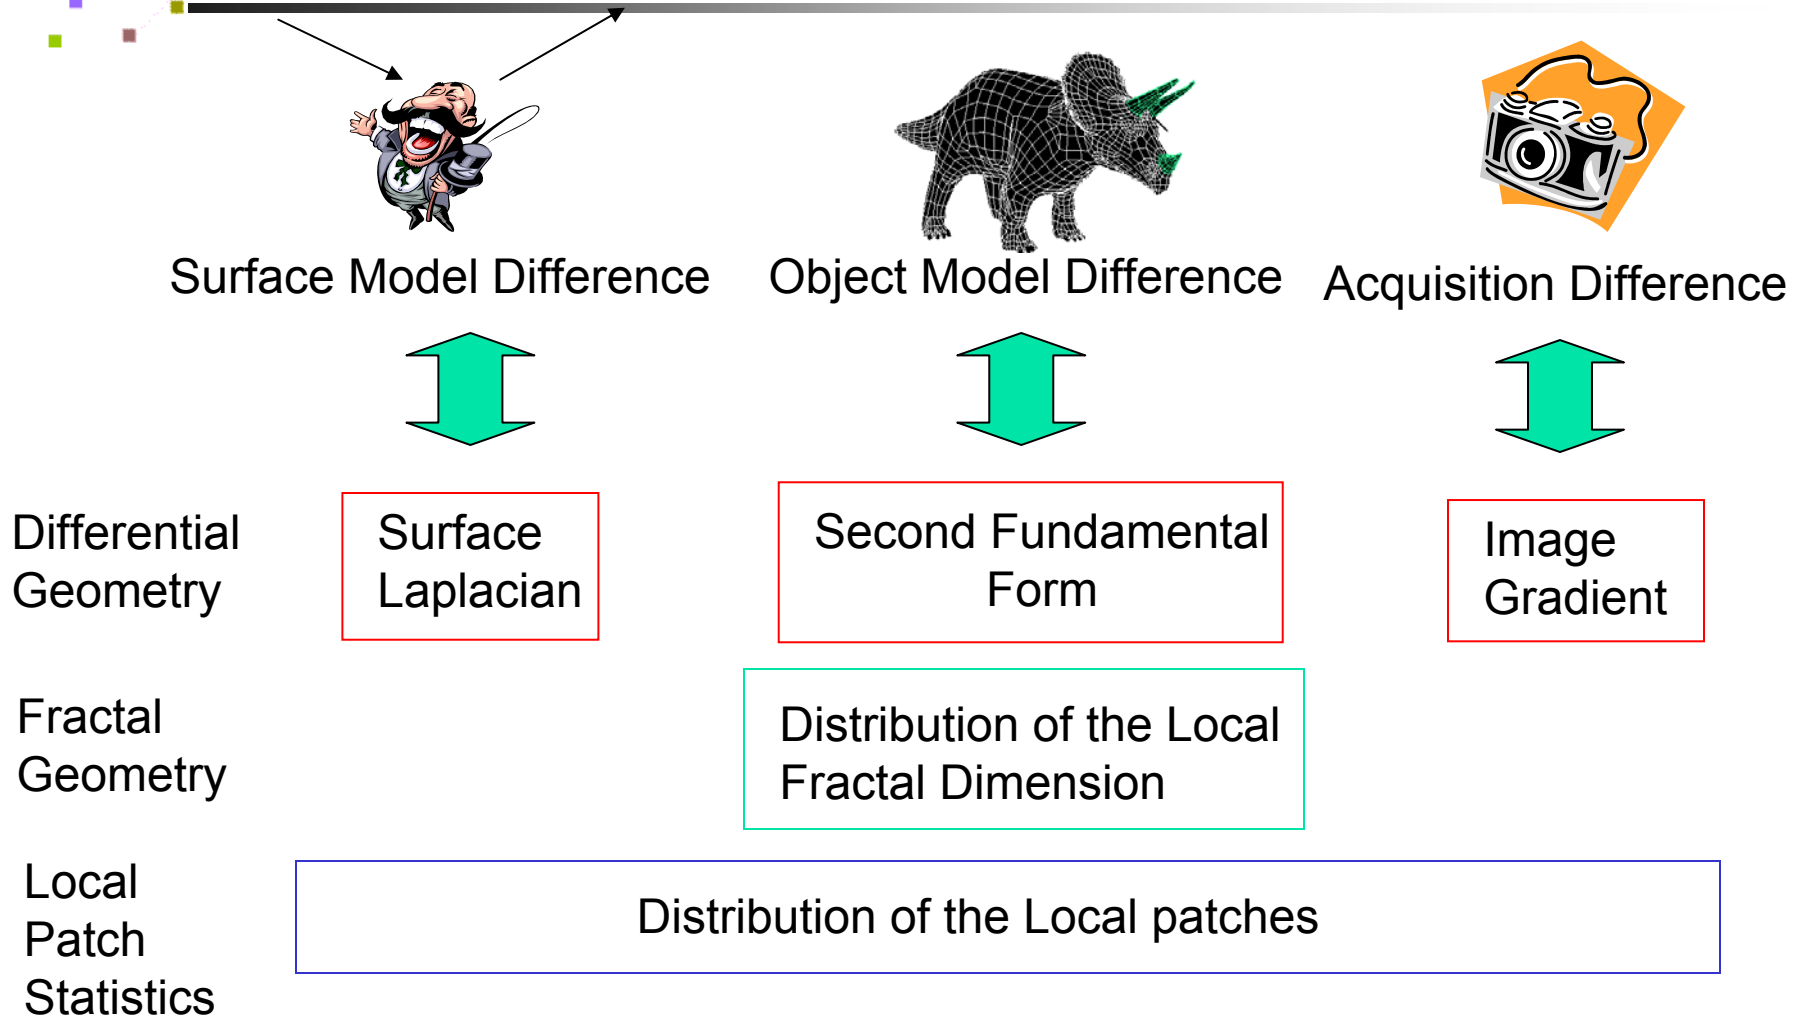 Surface Model Difference
Object Model Difference
Acquisition Difference
Differential
Geometry
Surface
Laplacian
Second Fundamental
Form
Image
Gradient
Fractal
Geometry
Distribution of the Local
Fractal Dimension
Local
Patch
Statistics
Distribution of the Local patches